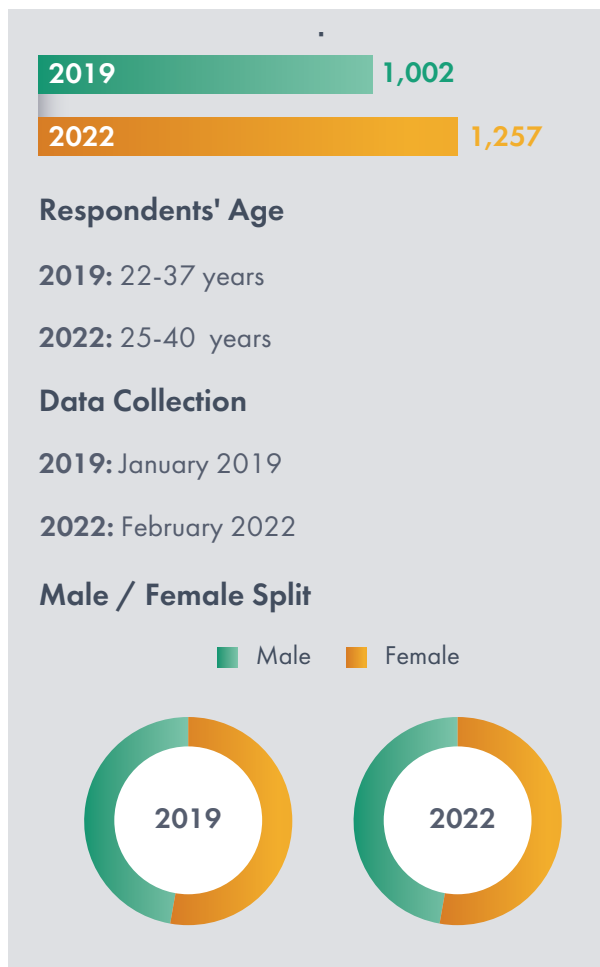 2019 1,002
2022 1,257
Respondents' Age
2019: 22-37 years
2022: 25-40 years
Data Collection
2019: January 2019
2022: February 2022
Male / Female Split
Male Female
2019 2022